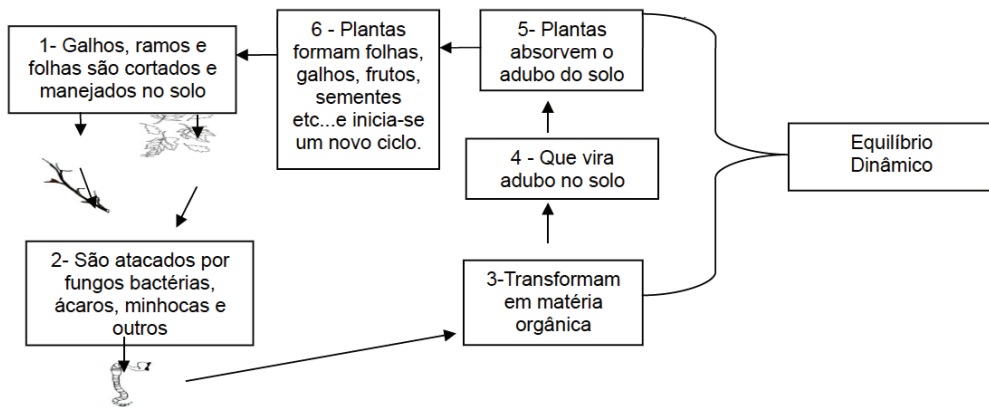 1- Galhos, ramos e
folhas são cortados e
manejados no solo
2- São atacados por
fungos bactérias,
ácaros, minhocas e
outros
3-Transformam
em matéria
orgânica
4 - Que vira
adubo no solo
5- Plantas
absorvem o
adubo do solo
6 - Plantas
formam folhas,
galhos, frutos,
sementes
etc...e inicia-se
um novo ciclo.
Equilíbrio
Dinâmico